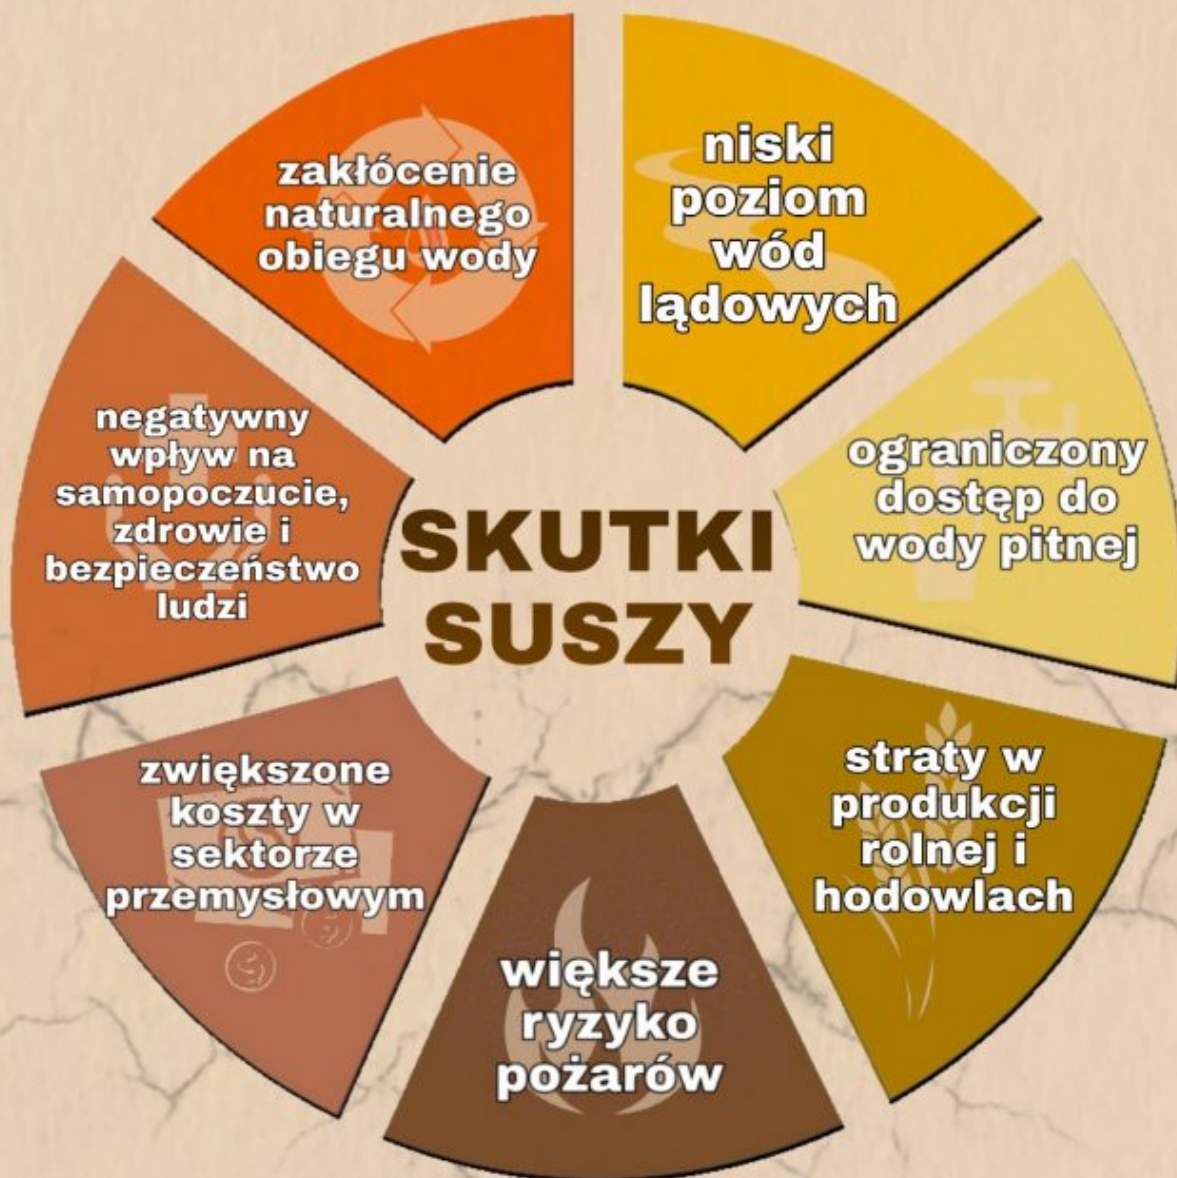 SKUTKI
SUSZY
niski
poziom
wód
lądowych
ograniczony
dostęp do
wody pitnej
straty w
produkcji
rolnej i
hodowlach
większe
ryzyko
pożarów
zwiększone
koszty w
sektorze
przemysłowym
negatywny
wpływ na
samopoczucie,
zdrowie i
bezpieczeństwo
ludzi
zakłócenie
naturalnego
obiegu wody